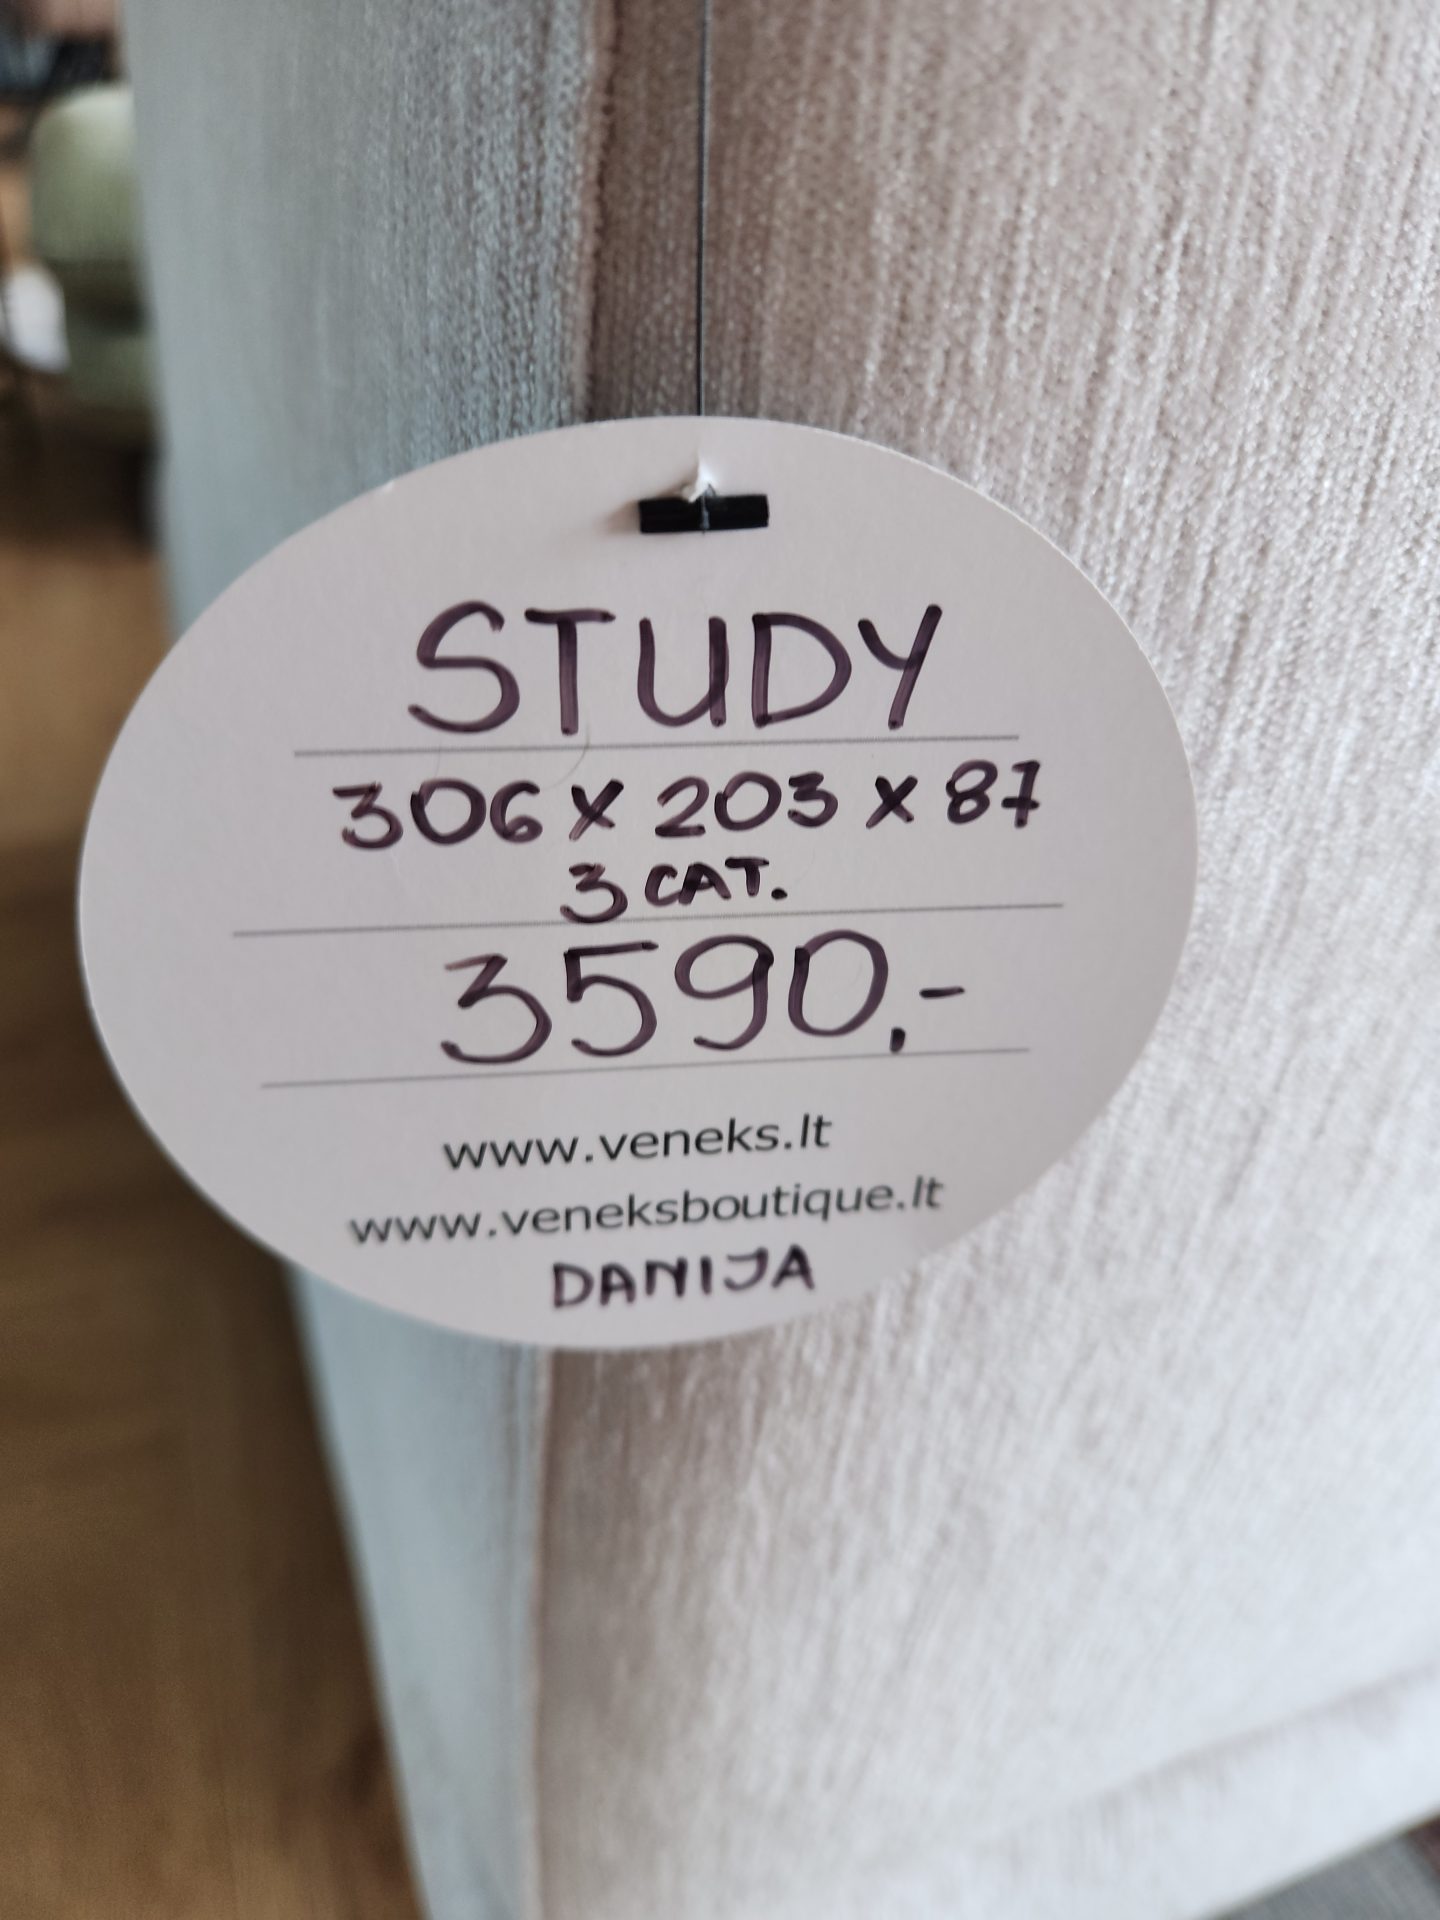 STUDY
306 x 203 x 87
3 CAT.
3590,-
www.veneks.lt
www.veneksboutique.lt
DANIJA